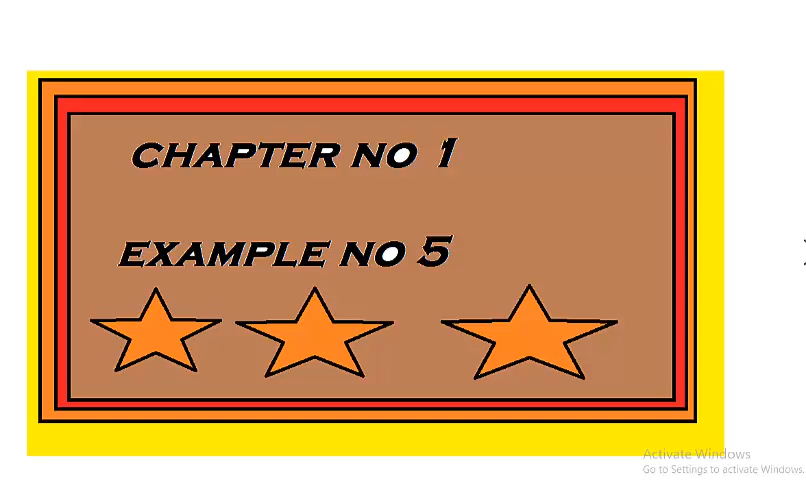 CHAPTER NO 1
EXAMPLE NO 5
Activate Windows
Go to Settings to activate Windows.